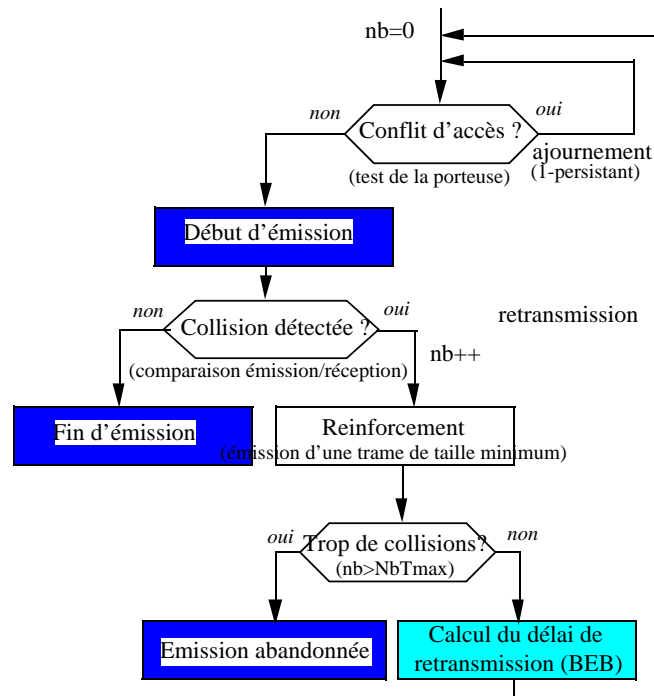 nb=0
non
oui
Conflit d'accès ?
ajournement
(test de la porteuse)
(1-persistant)
Début d'émission
non
oui
Collision détectée ?
retransmission
nb++
(comparaison émission/réception)
Fin d'émission
Reinforcement
(émission d'une trame de taille minimum)
oui
Trop de collisions?
non
(nb>NbTmax)
Emission abandonnée
Calcul du délai de
retransmission (BEB)